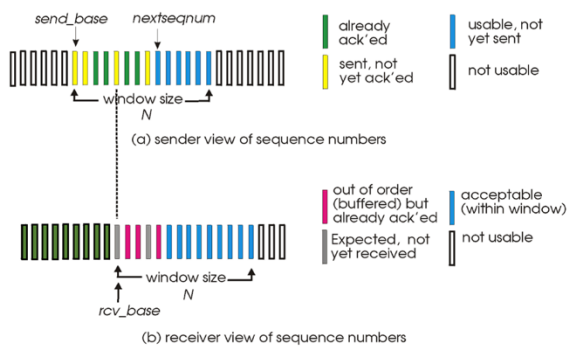 send_base
nextseqnum
already
ack'ed
usable, not
yet sent
sent, not
yet ack'ed
not usable
window size
N
(a) sender view of sequence numbers
out of order
(buffered) but
already ack'ed
acceptable
(within window)
Expected, not
yet received
not usable
window size
N
rcv_base
(b) receiver view of sequence numbers